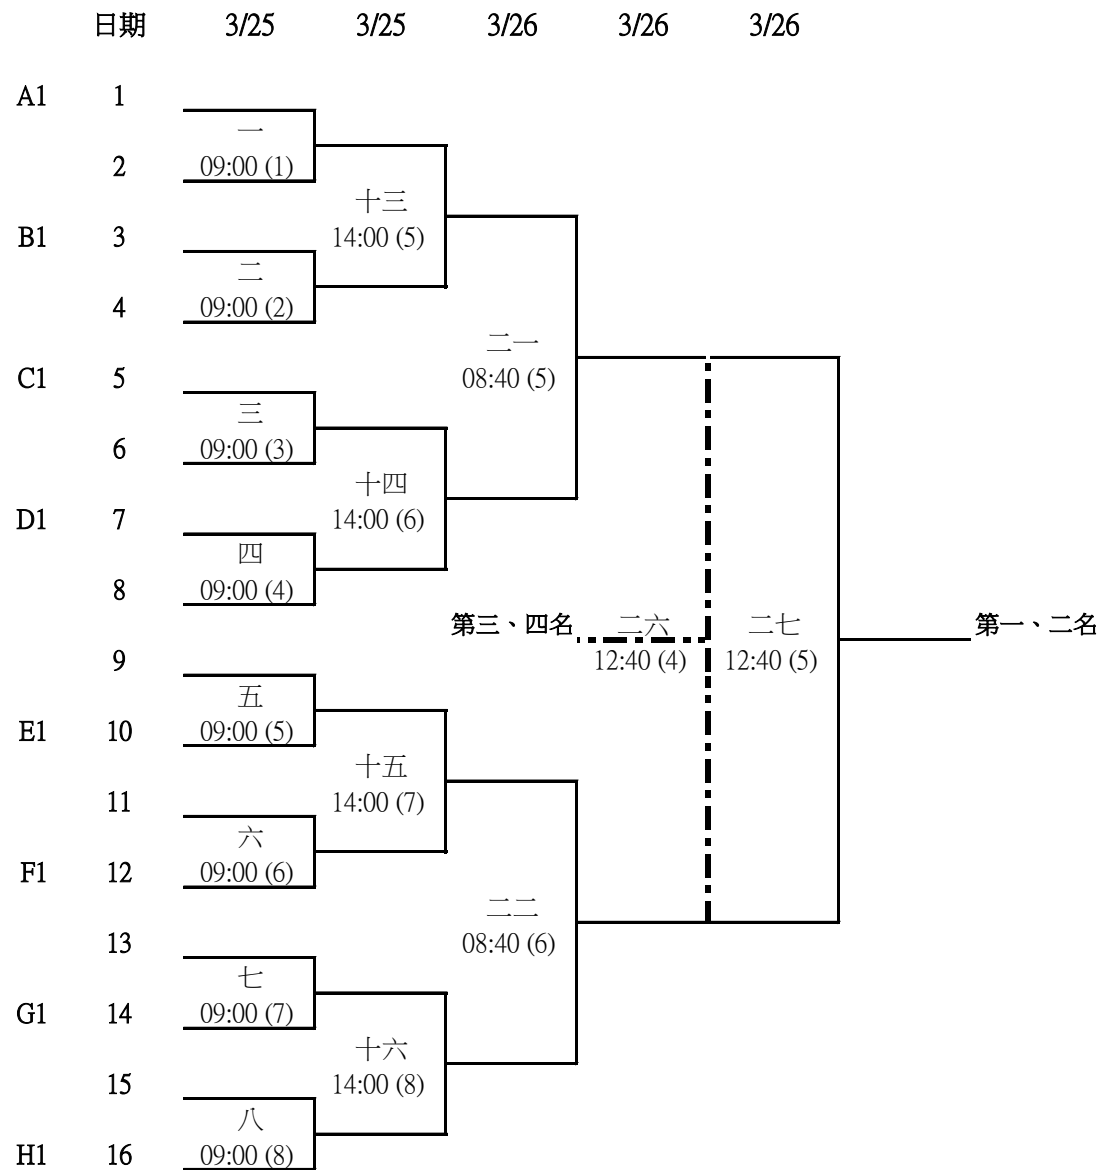 日期 3/25 3/25 3/26 3/26 3/26
A1 1
一
2 09:00 (1)
十三
B1 3 14:00 (5)
二
4 09:00 (2)
二一
C1 5 08:40 (5)
三
6 09:00 (3)
十四
D1 7 14:00 (6)
四
8 09:00 (4)
第三、四名 二六 二七 第一、二名
9 12:40 (4) 12:40 (5)
五
E1 10 09:00 (5)
十五
11 14:00 (7)
六
F1 12 09:00 (6)
二二
13 08:40 (6)
七
G1 14 09:00 (7)
十六
15 14:00 (8)
八
H1 16 09:00 (8)